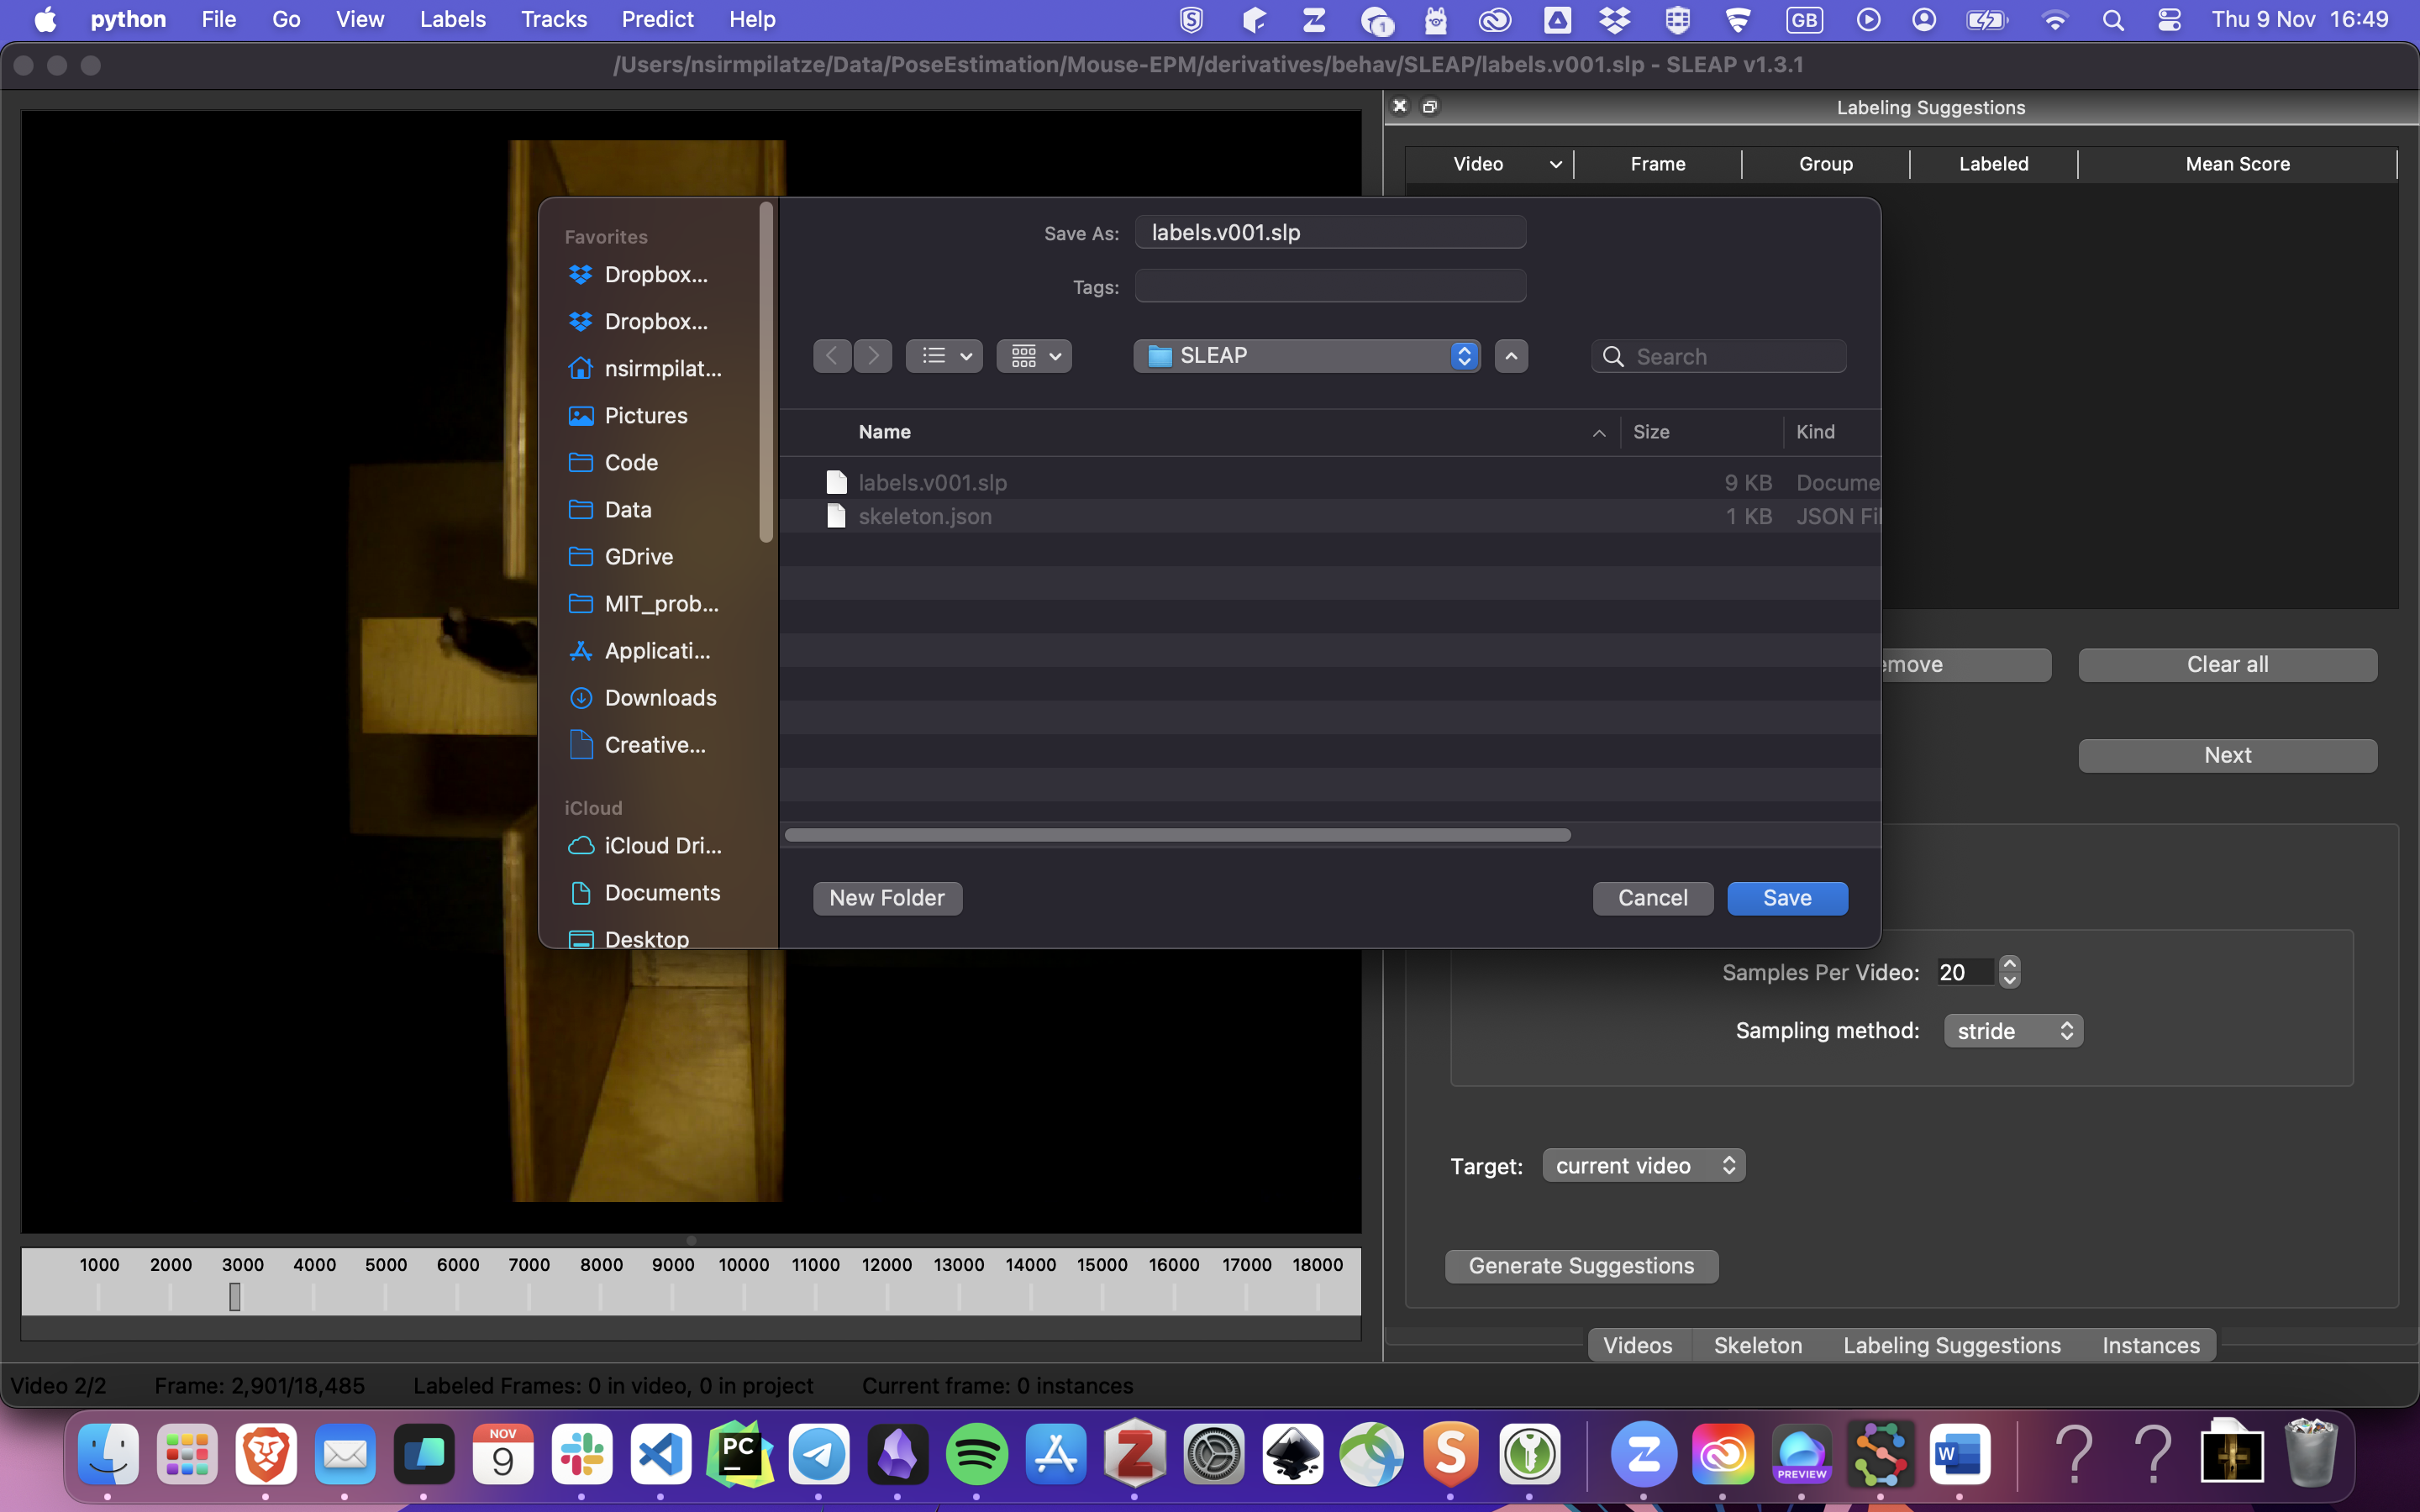 python File Go View Labels Tracks Predict Help 1 GB Thu 9 Nov 16:49
/Users/nsirmpilatze/Data/PoseEstimation/Mouse-EPM/derivatives/behav/SLEAP/labels.v001.slp - SLEAP v1.3.1
Labeling Suggestions
Video Frame Group Labeled Mean Score
Save As: labels.v001.slp
Tags:
SLEAP Search
Favorites
Dropbox...
Dropbox...
nsirmpilat...
Pictures
Code
Data
GDrive
MIT_prob...
Applicati...
Downloads
Creative...
iCloud
iCloud Dri...
Documents
Desktop
Name Size Kind
labels.v001.slp 9 KB Docume
skeleton.json 1 KB JSON Fil
New Folder Cancel Save
emove Clear all
Next
Samples Per Video: 20
Sampling method: stride
Target: current video
Generate Suggestions
1000 2000 3000 4000 5000 6000 7000 8000 9000 10000 11000 12000 13000 14000 15000 16000 17000 18000
Videos Skeleton Labeling Suggestions Instances
Video 2/2 Frame: 2,901/18,485 Labeled Frames: 0 in video, 0 in project Current frame: 0 instances
NOV
9
PC
PREVIEW
W